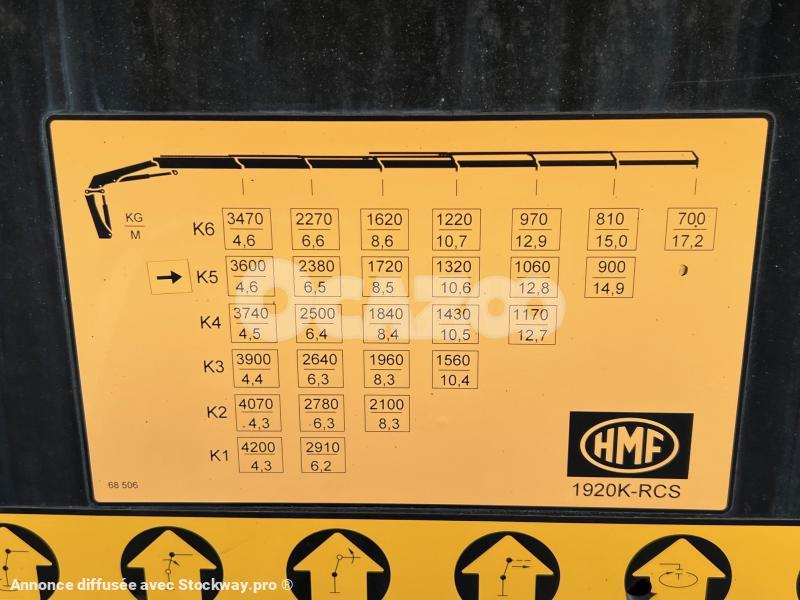 KG
M
K6 3470 2270 1620 1220 970 810 700
4,6 6,6 8,6 10,7 12,9 15,0 17,2
K5 3600 2380 1720 1320 1060 900
4,6 6,5 8,5 10,6 12,8 14,9
K4 3740 2500 1840 1430 1170
4,5 6,4 8,4 10,5 12,7
K3 3900 2640 1960 1560
4,4 6,3 8,3 10,4
K2 4070 2780 2100
4,3 6,3 8,3
K1 4200 2910
4,3 6,2
OCAZOO
HMF
68 506
1920K-RCS
Annonce diffusée avec Stockway.pro ®